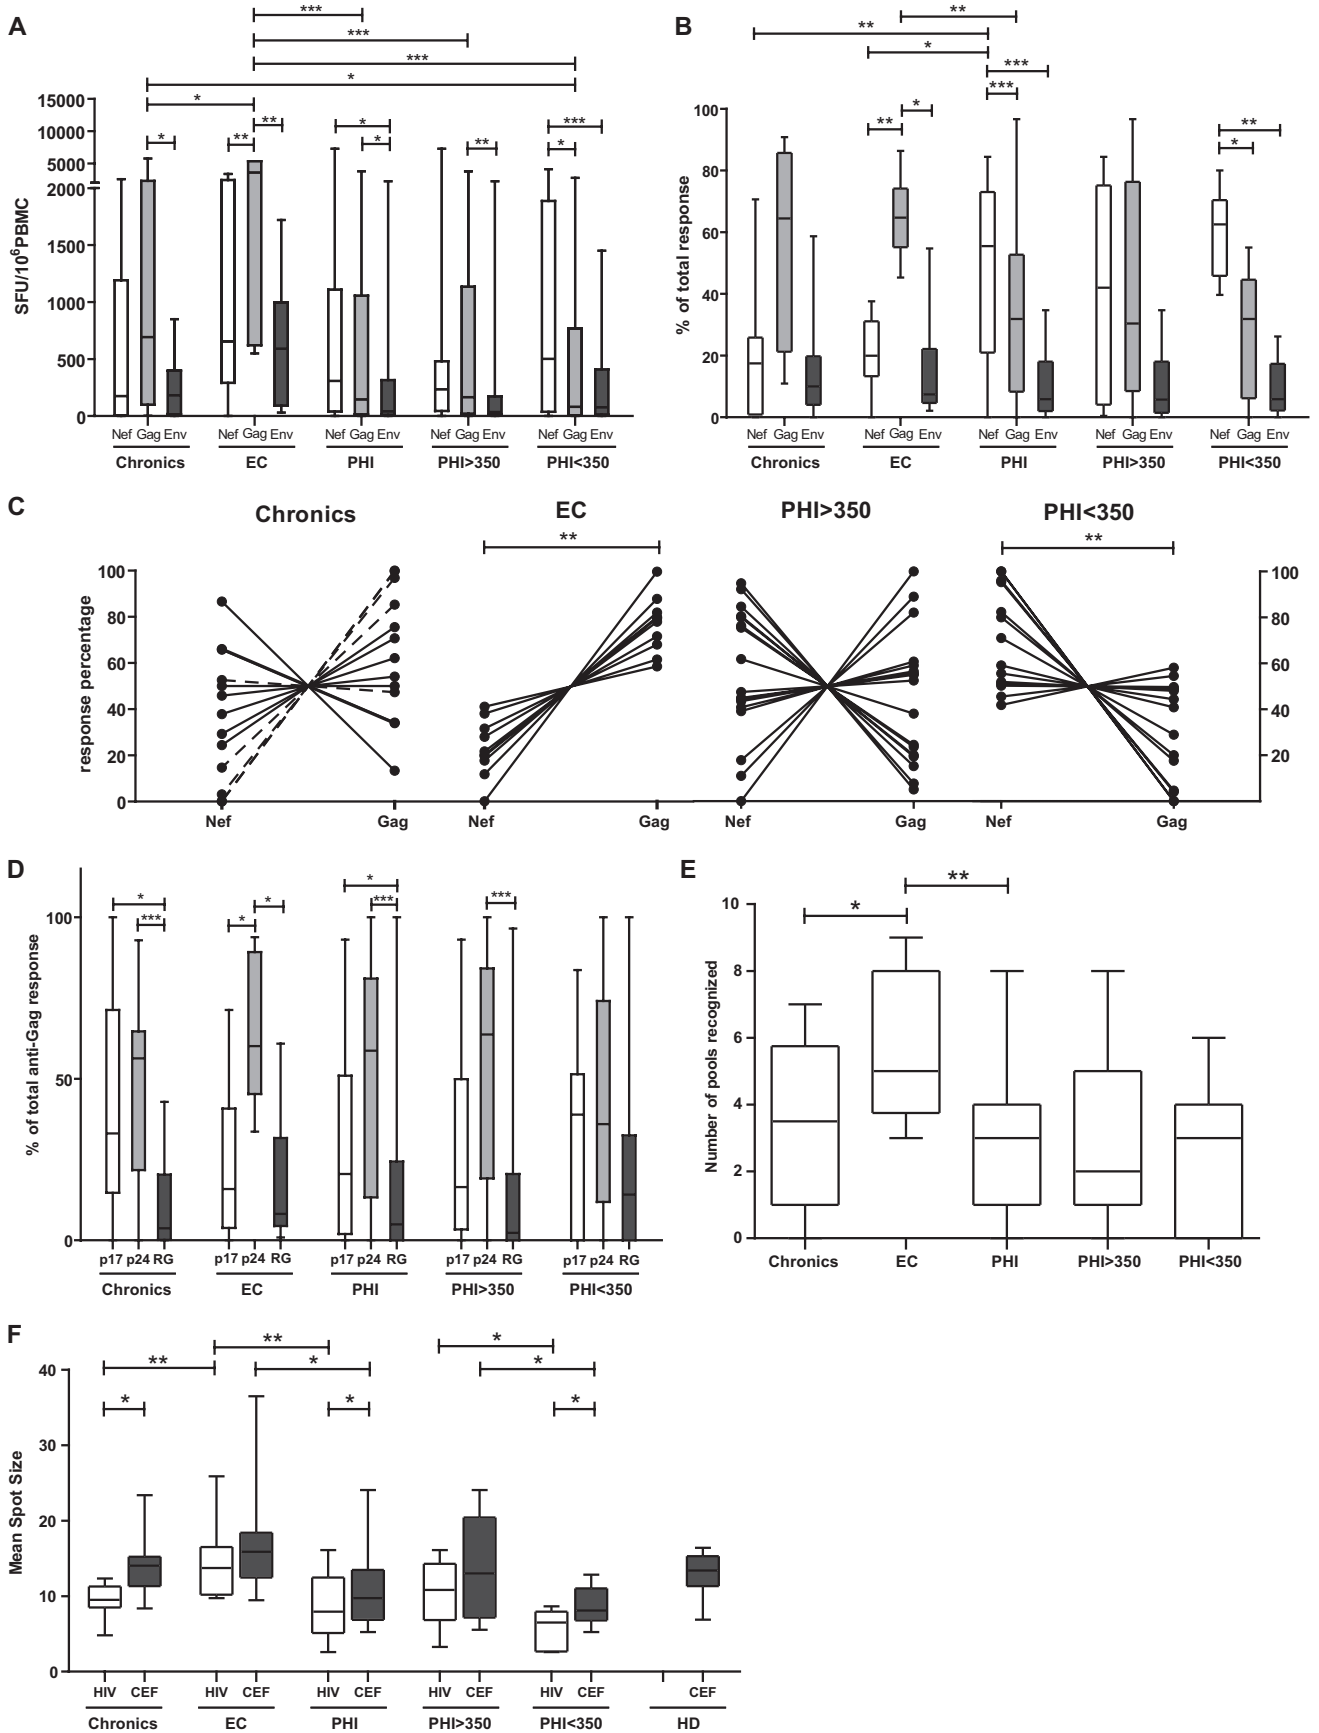 A
***
***
***
*
*
*
**
**
*
*
**
***
*
15000
10000
5000
2000
1500
1000
500
0
SFU/10⁶PBMC
Nef Gag Env
Nef Gag Env
Nef Gag Env
Nef Gag Env
Nef Gag Env
Chronics
EC
PHI
PHI>350
PHI<350
B
**
**
*
***
***
**
*
**
*
100
80
60
40
20
0
% of total response
Nef Gag Env
Nef Gag Env
Nef Gag Env
Nef Gag Env
Nef Gag Env
Chronics
EC
PHI
PHI>350
PHI<350
C
Chronics
EC
PHI>350
PHI<350
**
**
100
80
60
40
20
0
response percentage
100
80
60
40
20
Nef
Gag
Nef
Gag
Nef
Gag
Nef
Gag
D
*
***
*
*
*
***
***
100
50
0
% of total anti-Gag response
p17 p24 RG
p17 p24 RG
p17 p24 RG
p17 p24 RG
p17 p24 RG
Chronics
EC
PHI
PHI>350
PHI<350
E
**
*
10
8
6
4
2
0
Number of pools recognized
Chronics
EC
PHI
PHI>350
PHI<350
F
**
*
**
*
*
*
*
*
40
30
20
10
0
Mean Spot Size
HIV CEF
HIV CEF
HIV CEF
HIV CEF
HIV CEF
CEF
Chronics
EC
PHI
PHI>350
PHI<350
HD